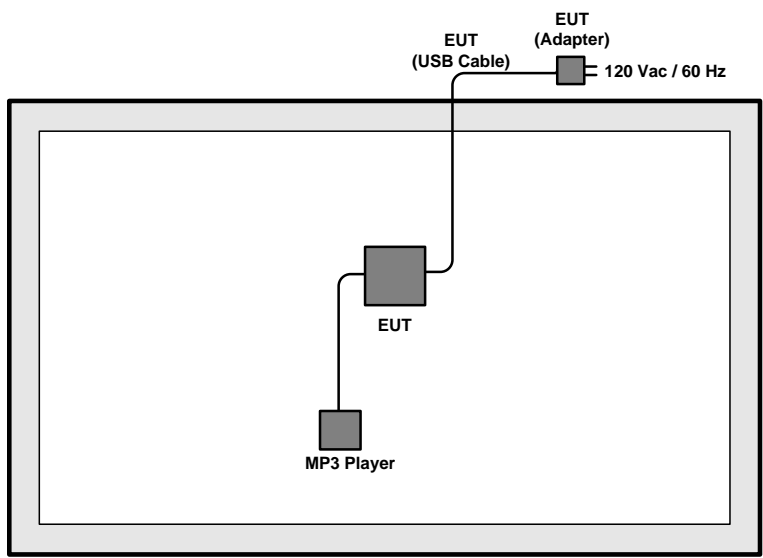 EUT
(Adapter)
EUT
(USB Cable)
120 Vac / 60 Hz
EUT
MP3 Player